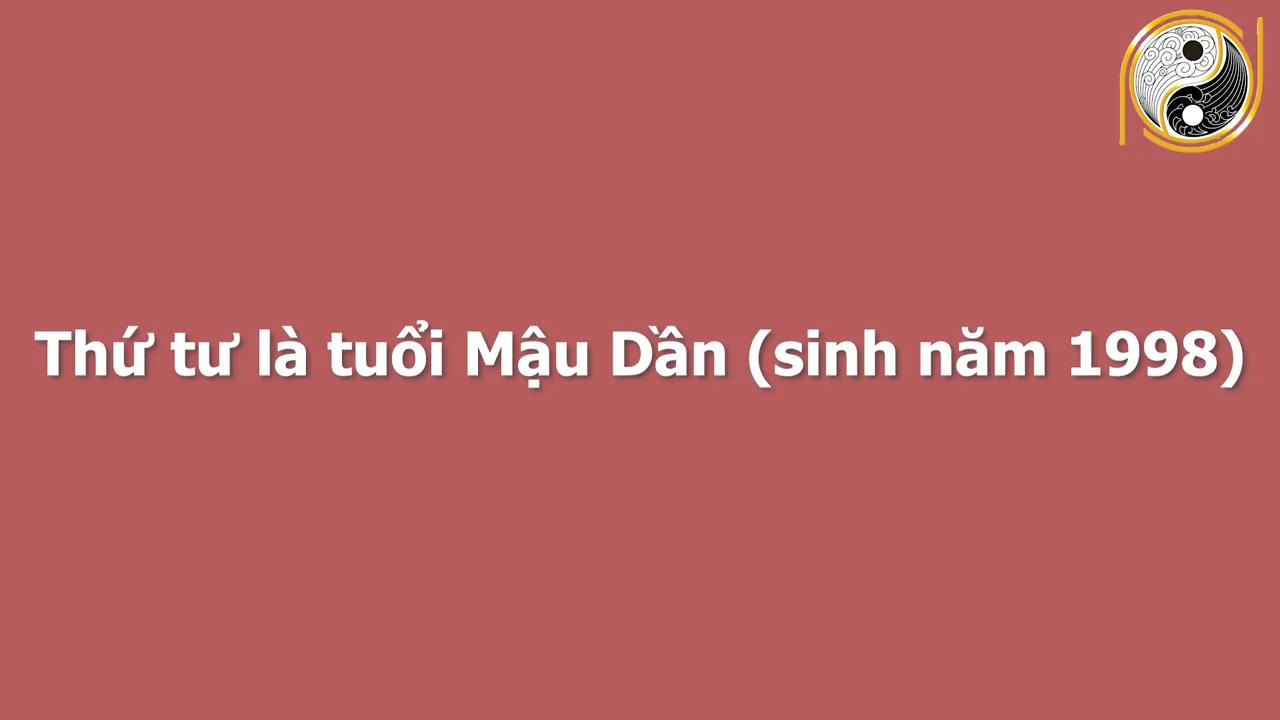 Thứ tư là tuổi Mậu Dần (sinh năm 1998)